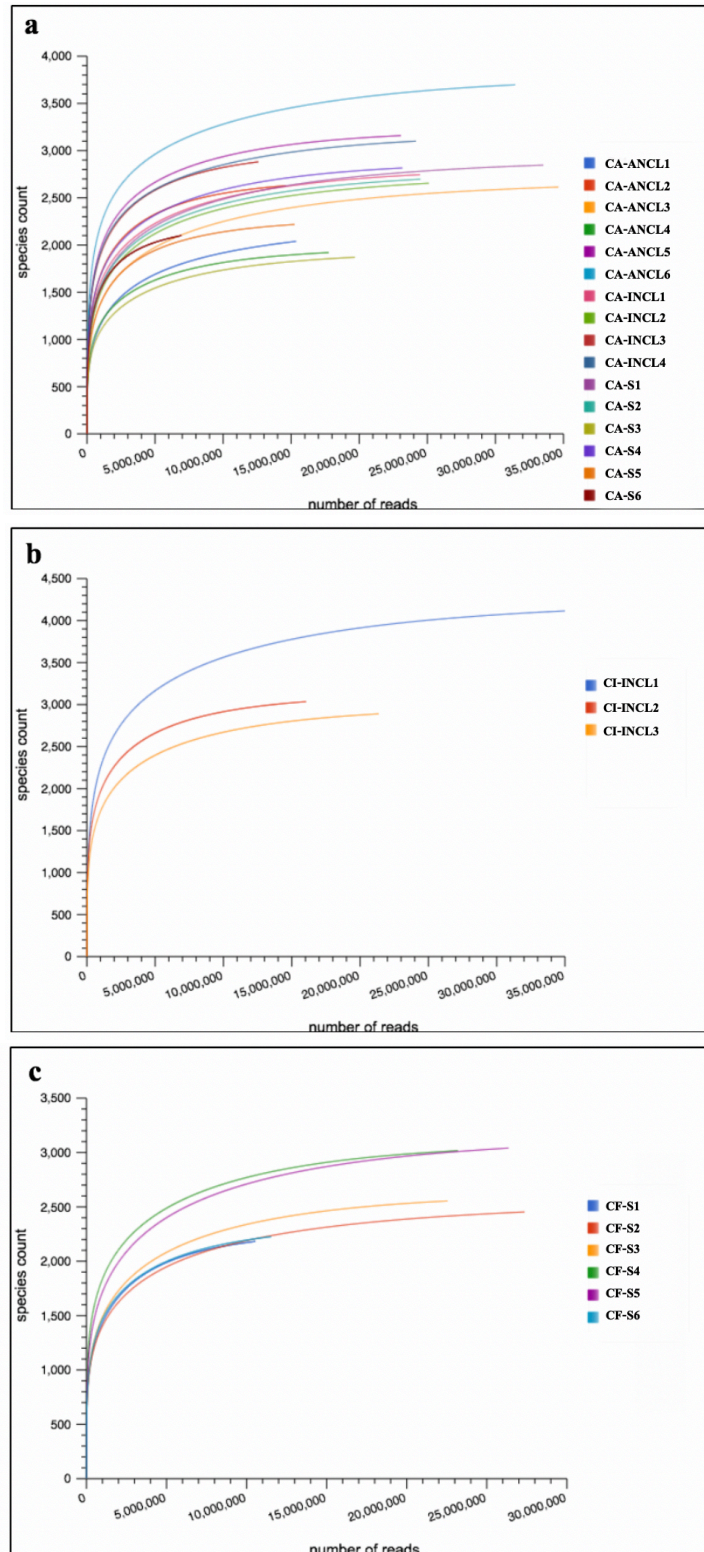 a
4,000
3,500
3,000
2,500
2,000
1,500
1,000
500
0
species count
0
5,000,000
10,000,000
15,000,000
20,000,000
25,000,000
30,000,000
35,000,000
number of reads
CA-ANCL1
CA-ANCL2
CA-ANCL3
CA-ANCL4
CA-ANCL5
CA-ANCL6
CA-INCL1
CA-INCL2
CA-INCL3
CA-INCL4
CA-S1
CA-S2
CA-S3
CA-S4
CA-S5
CA-S6
b
4,500
4,000
3,500
3,000
2,500
2,000
1,500
1,000
500
0
species count
0
5,000,000
10,000,000
15,000,000
20,000,000
25,000,000
30,000,000
35,000,000
number of reads
CI-INCL1
CI-INCL2
CI-INCL3
c
3,500
3,000
2,500
2,000
1,500
1,000
500
0
species count
0
5,000,000
10,000,000
15,000,000
20,000,000
25,000,000
30,000,000
number of reads
CF-S1
CF-S2
CF-S3
CF-S4
CF-S5
CF-S6